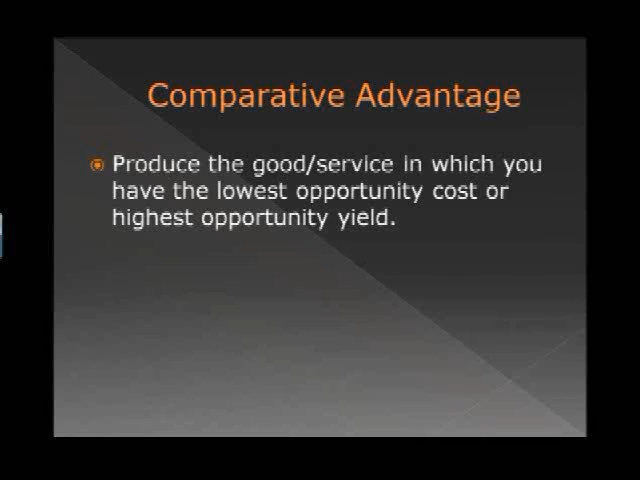 Comparative Advantage
Produce the good/service in which you
have the lowest opportunity cost or
highest opportunity yield.